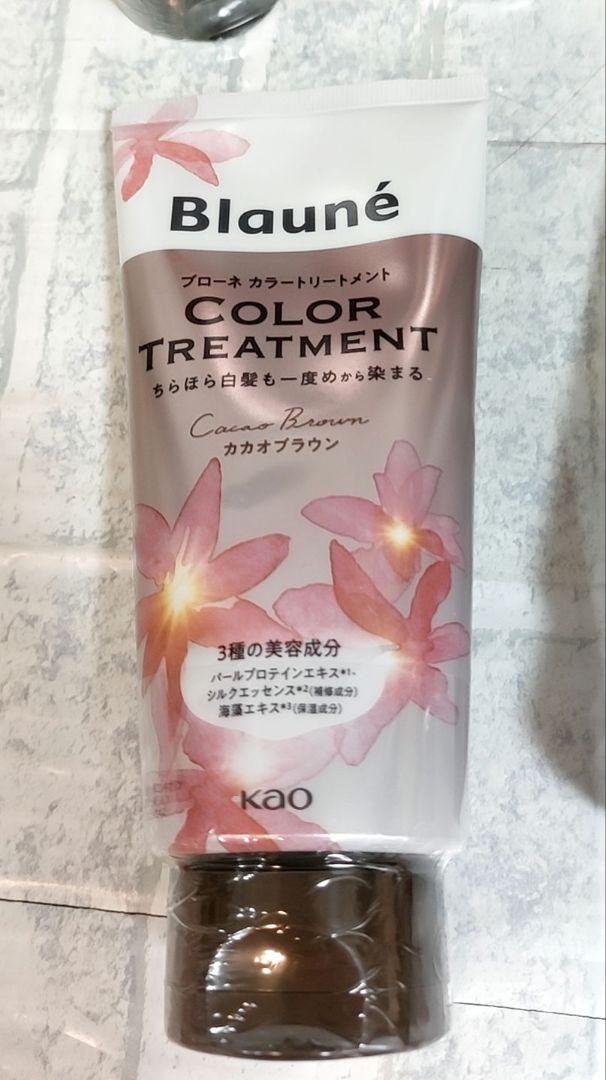 Blauné
ブローネ カラートリートメント
COLOR
TREATMENT
ちらほら白髪も一度めから染まる
Cacao Brown
カカオブラウン
3種の美容成分
パールプロテインエキス*1・
シルクエッセンス*2(補修成分)
海藻エキス*3(保湿成分)
Kao